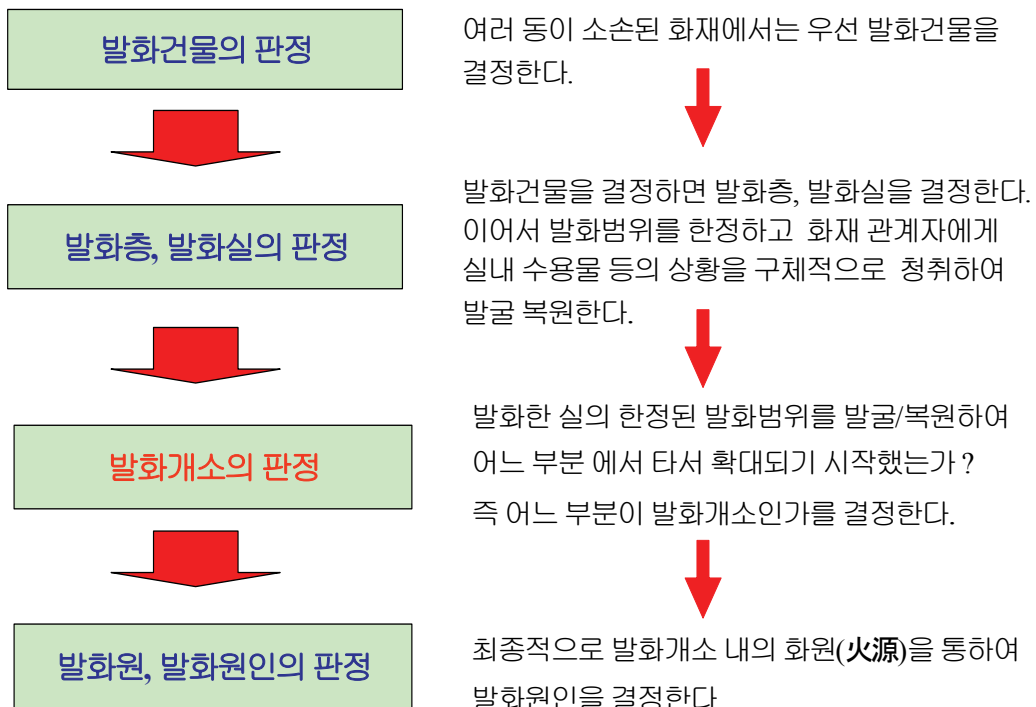 발화건물의 판정
여러 동이 소손된 화재에서는 우선 발화건물을
결정한다.
발화층, 발화실의 판정
발화건물을 결정하면 발화층, 발화실을 결정한다.
이어서 발화범위를 한정하고 화재 관계자에게
실내 수용물 등의 상황을 구체적으로 청취하여
발굴 복원한다.
발화개소의 판정
발화한 실의 한정된 발화범위를 발굴/복원하여
어느 부분 에서 타서 확대되기 시작했는가 ?
즉 어느 부분이 발화개소인가를 결정한다.
발화원, 발화원인의 판정
최종적으로 발화개소 내의 화원(火源)을 통하여
발화원인을 결정한다